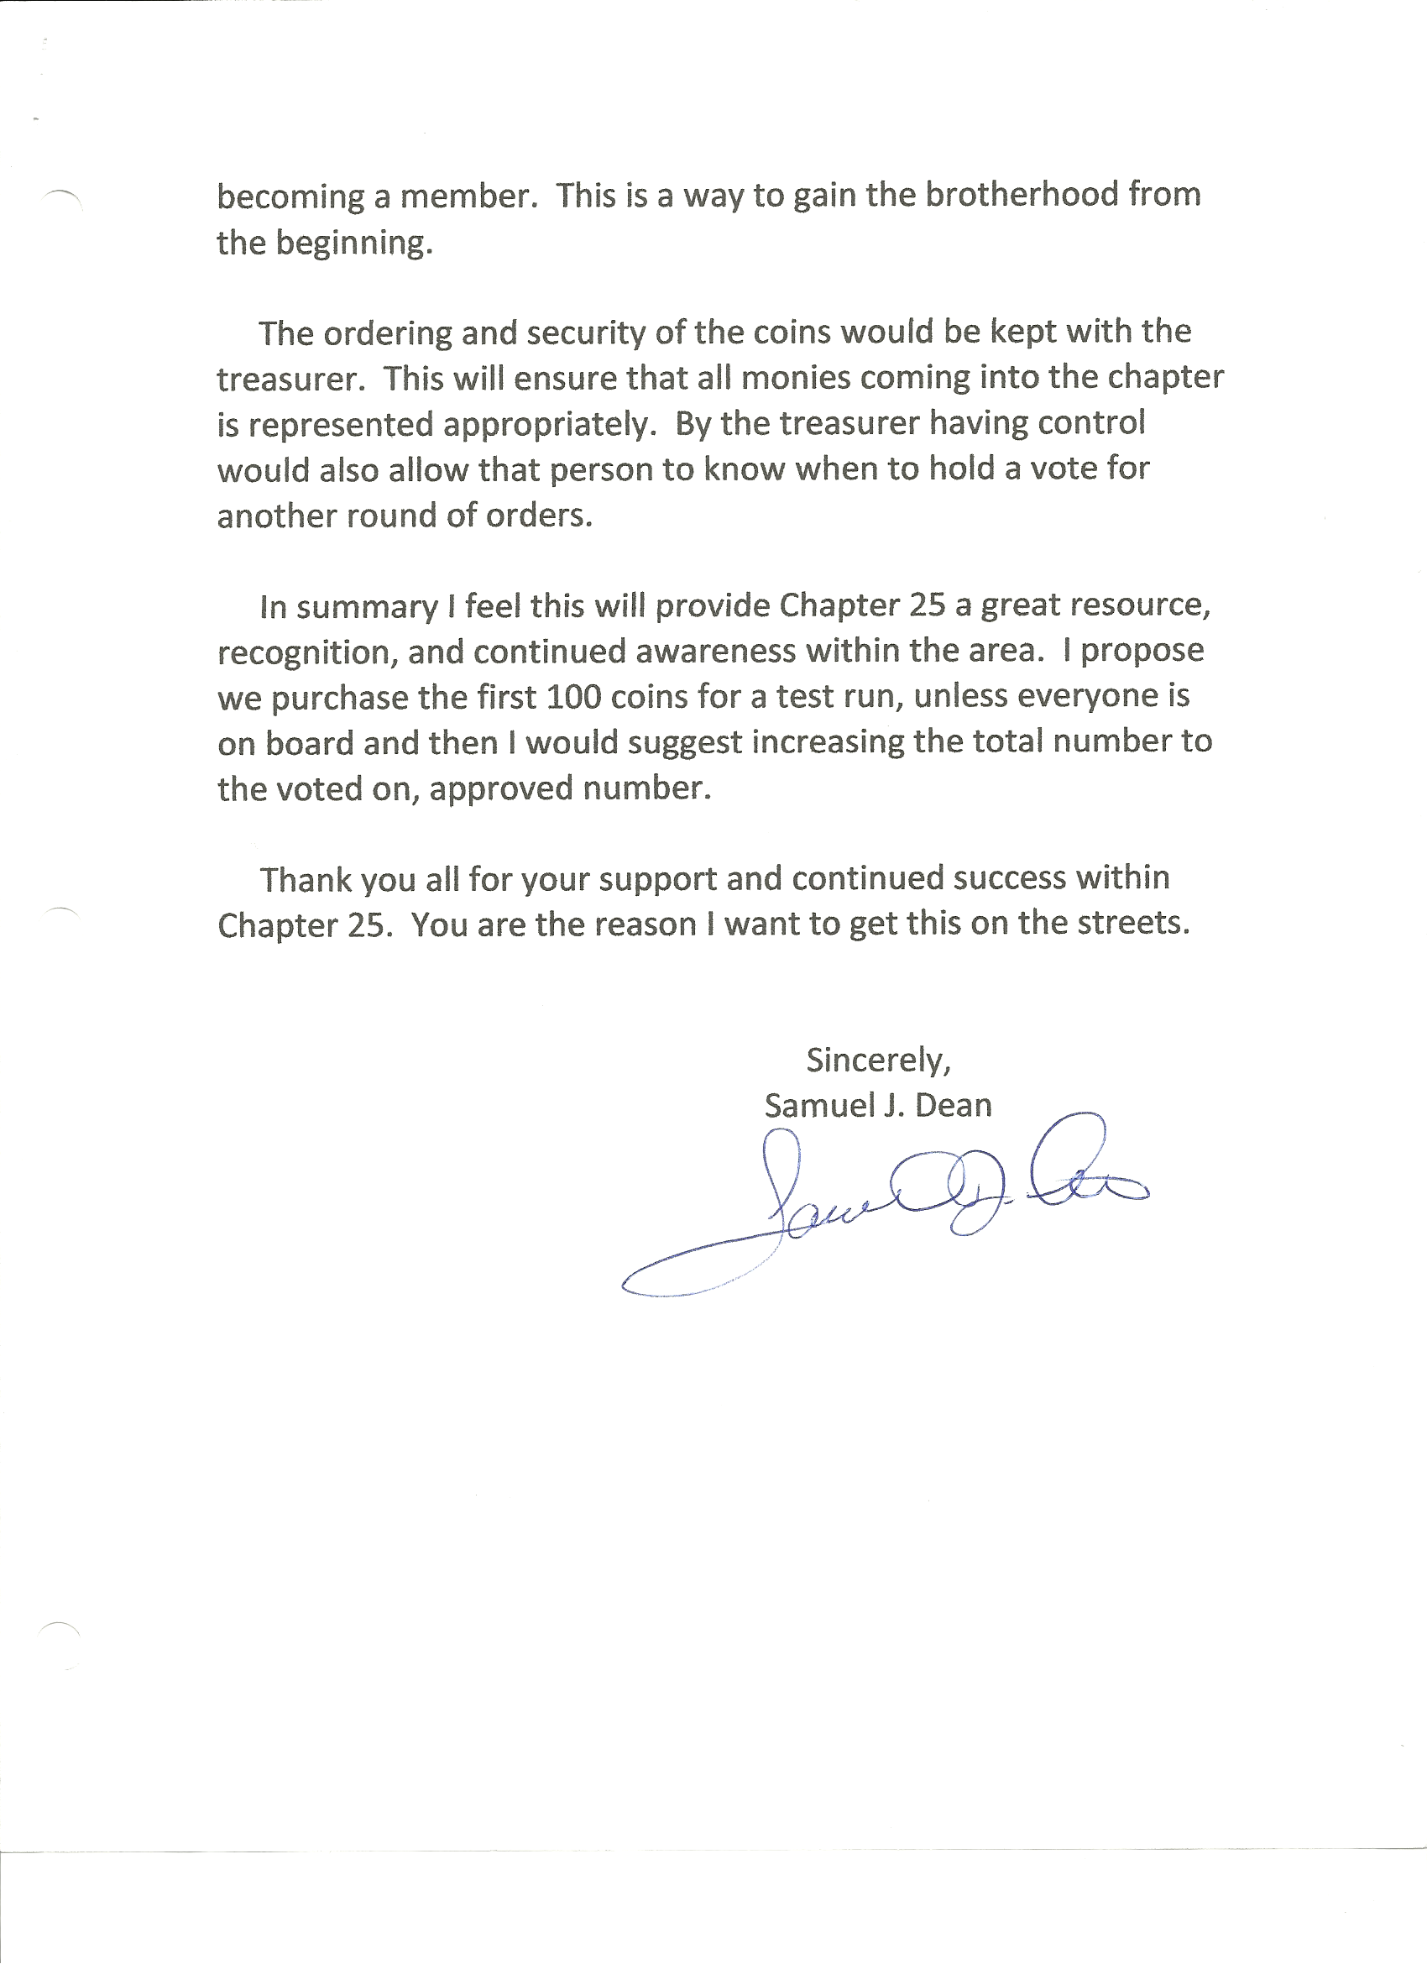 becoming a member.  This is a way to gain the brotherhood from
the beginning.
The ordering and security of the coins would be kept with the
treasurer.  This will ensure that all monies coming into the chapter
is represented appropriately.  By the treasurer having control
would also allow that person to know when to hold a vote for
another round of orders.
In summary I feel this will provide Chapter 25 a great resource,
recognition, and continued awareness within the area.  I propose
we purchase the first 100 coins for a test run, unless everyone is
on board and then I would suggest increasing the total number to
the voted on, approved number.
Thank you all for your support and continued success within
Chapter 25.  You are the reason I want to get this on the streets.
Sincerely,
Samuel J. Dean
Samuel J. Dean